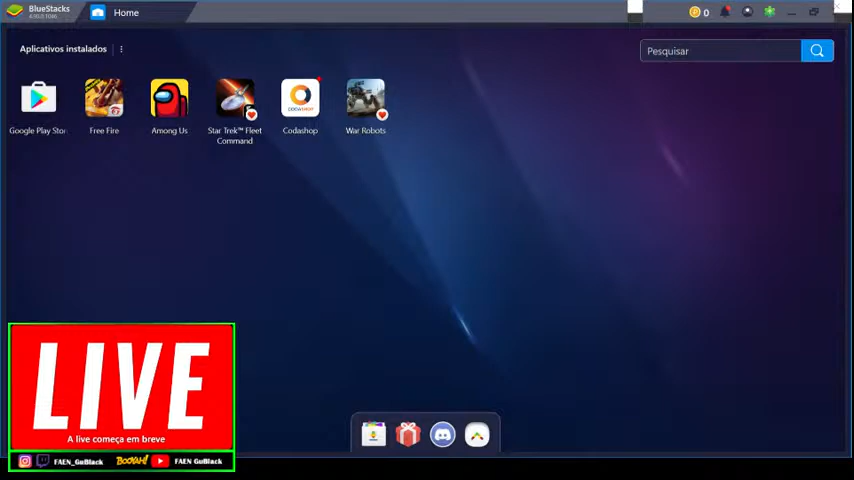 BlueStacks
Home
0
Aplicativos instalados
Pesquisar
Google Play Stor
Free Fire
Among Us
Star Trek™ Fleet
Command
Codashop
War Robots
CODASHOP
LIVE
A live começa em breve
FAEN_GuBlack
BOOYAH!
FAEN GuBlack